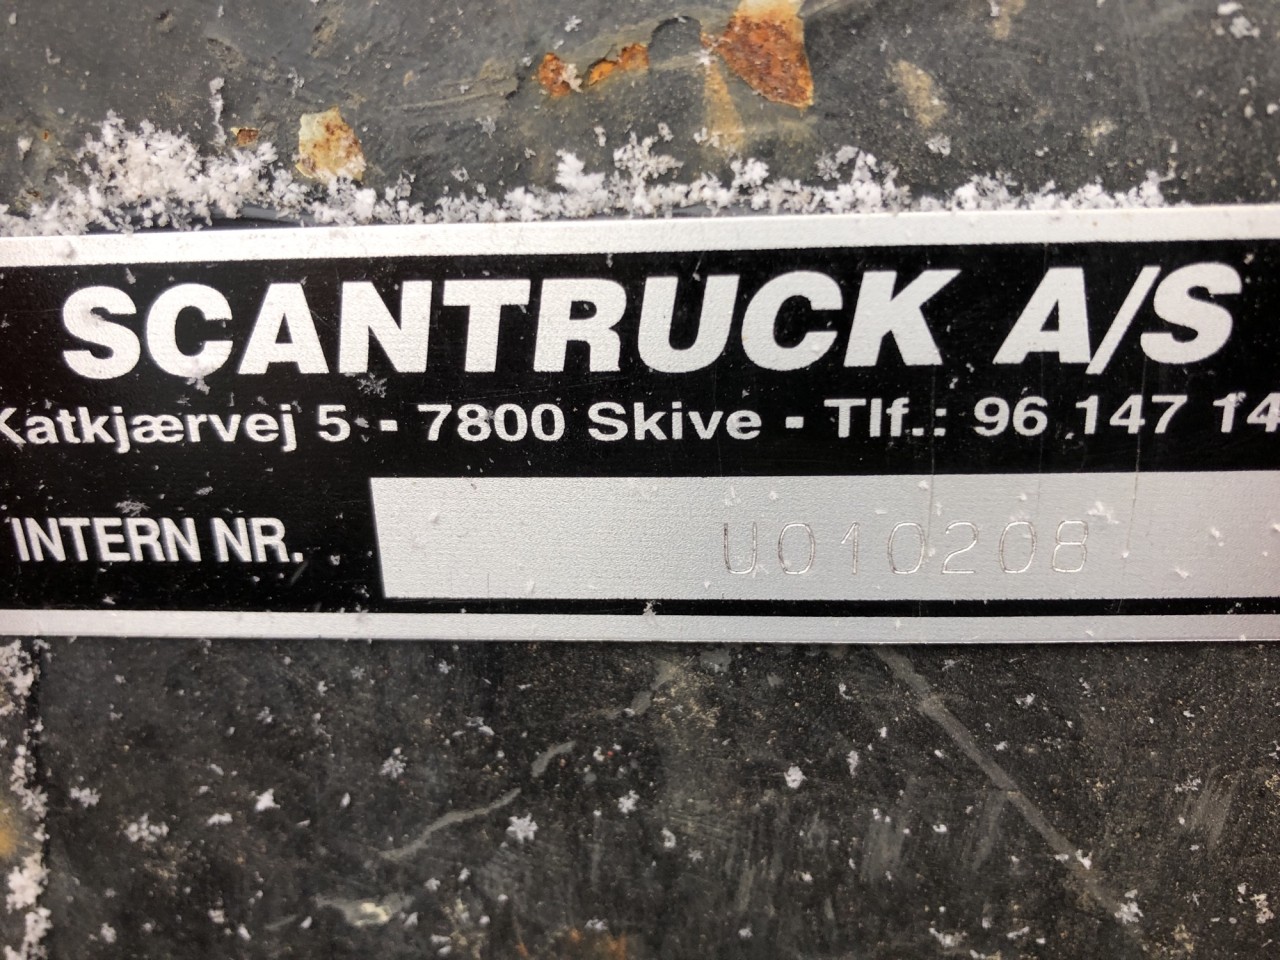 SCANTRUCK A/S
Katkjærvej 5 - 7800 Skive - Tlf.: 96 147 14
INTERN NR. U010208